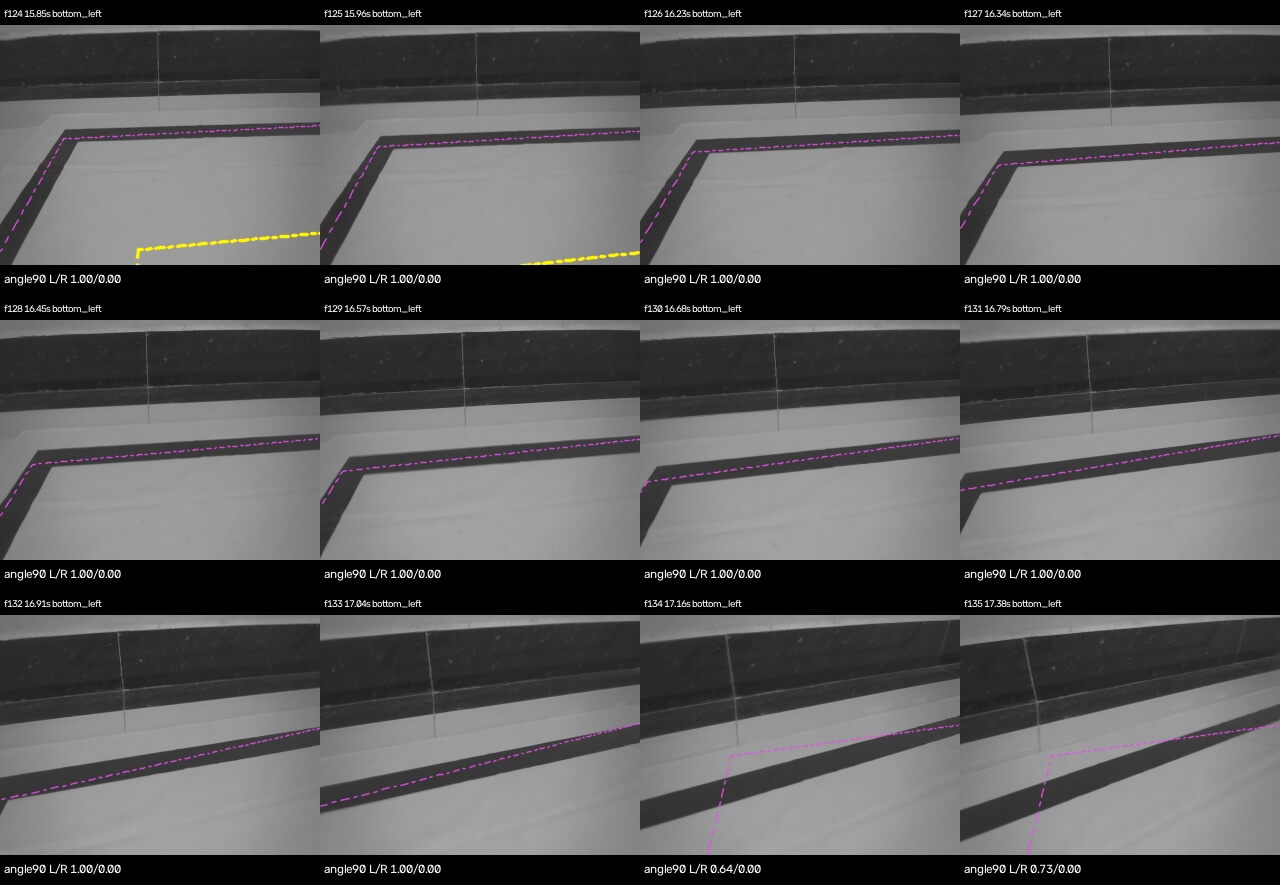 f124 15.85s bottom_left
f125 15.96s bottom_left
f126 16.23s bottom_left
f127 16.34s bottom_left
angle90 L/R 1.00/0.00
angle90 L/R 1.00/0.00
angle90 L/R 1.00/0.00
angle90 L/R 1.00/0.00
f128 16.45s bottom_left
f129 16.57s bottom_left
f130 16.68s bottom_left
f131 16.79s bottom_left
angle90 L/R 1.00/0.00
angle90 L/R 1.00/0.00
angle90 L/R 1.00/0.00
angle90 L/R 1.00/0.00
f132 16.91s bottom_left
f133 17.04s bottom_left
f134 17.16s bottom_left
f135 17.38s bottom_left
angle90 L/R 1.00/0.00
angle90 L/R 1.00/0.00
angle90 L/R 0.64/0.00
angle90 L/R 0.73/0.00